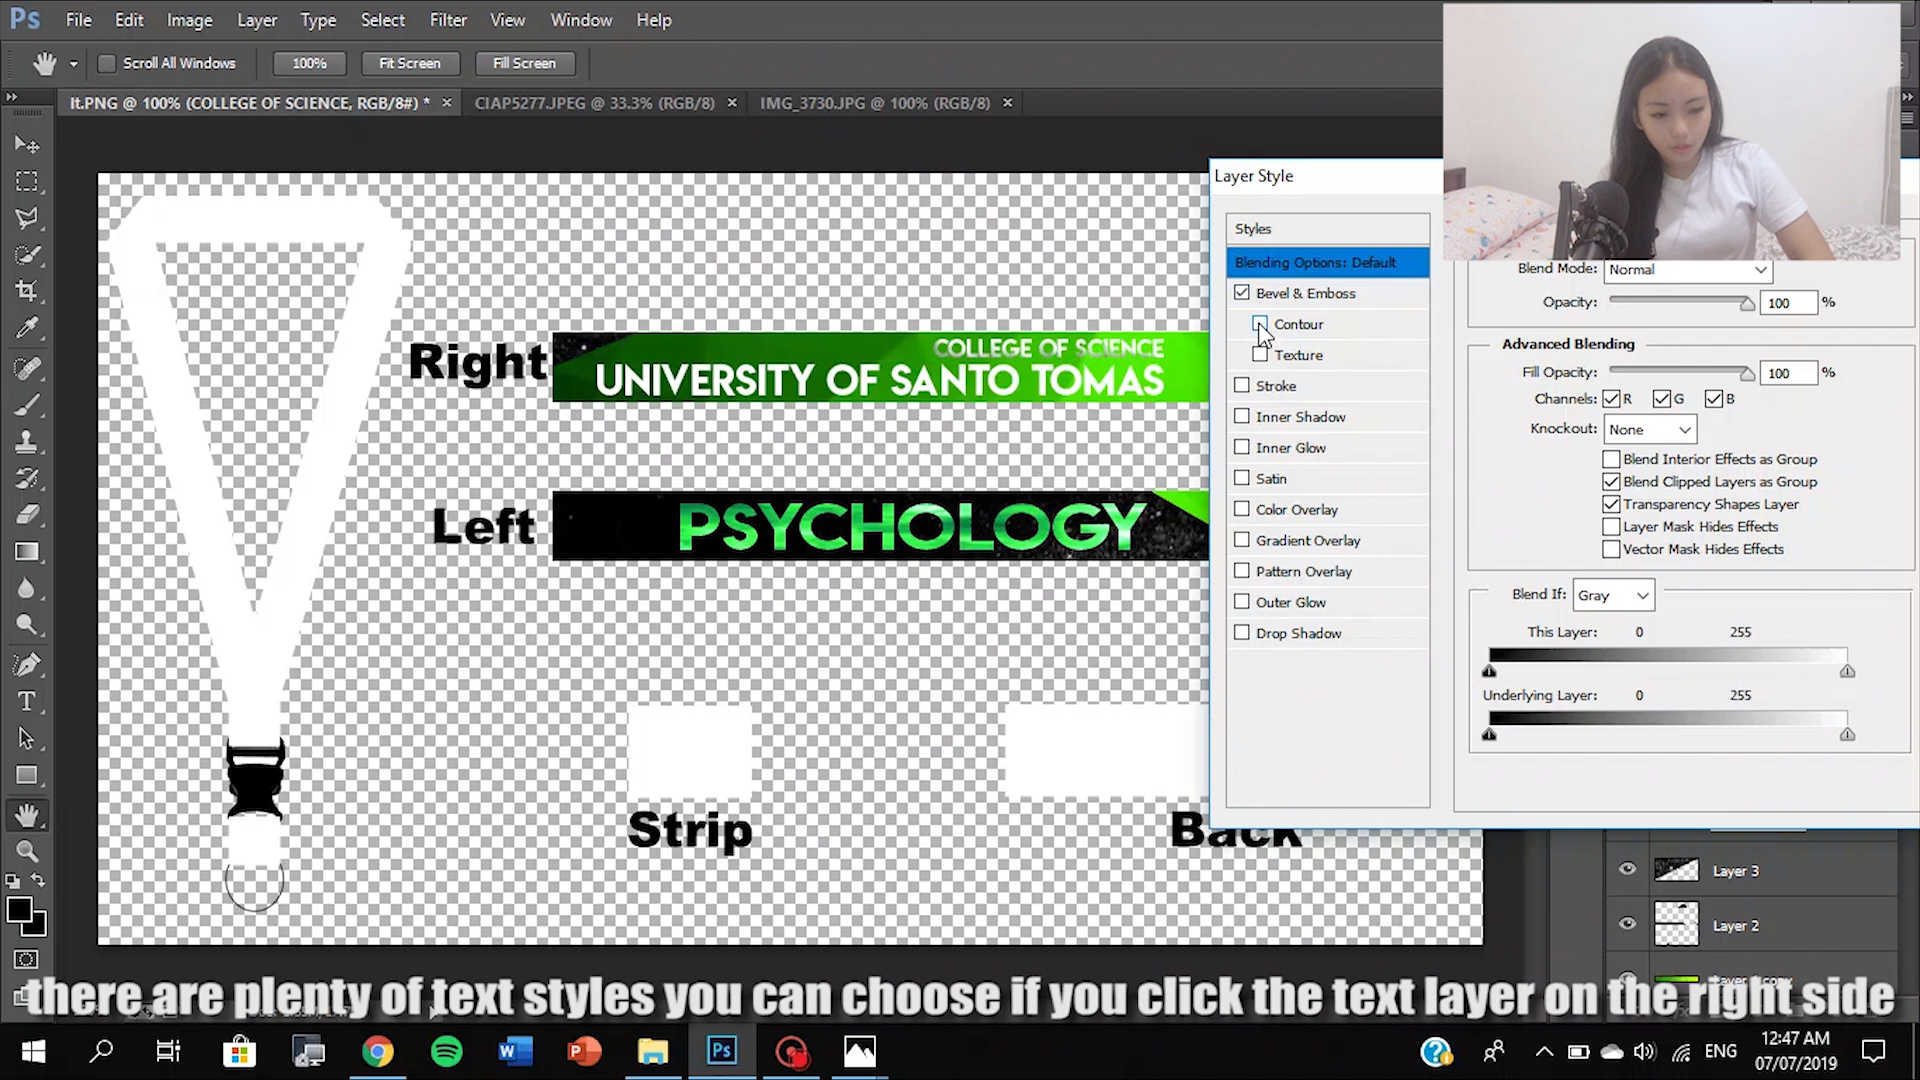 Ps File Edit Image Layer Type Select Filter View Window Help
Scroll All Windows 100% Fit Screen Fill Screen
lt.PNG @ 100% (COLLEGE OF SCIENCE, RGB/8#) * × CIAP5277.JPEG @ 33.3% (RGB/8) × IMG_3730.JPG @ 100% (RGB/8) ×
Right
COLLEGE OF SCIENCE
UNIVERSITY OF SANTO TOMAS
Left
PSYCHOLOGY
Strip
Back
Layer Style
Styles
Blending Options: Default
Bevel & Emboss
Contour
Texture
Stroke
Inner Shadow
Inner Glow
Satin
Color Overlay
Gradient Overlay
Pattern Overlay
Outer Glow
Drop Shadow
Blend Mode: Normal
Opacity: 100 %
Advanced Blending
Fill Opacity: 100 %
Channels: R G B
Knockout: None
Blend Interior Effects as Group
Blend Clipped Layers as Group
Transparency Shapes Layer
Layer Mask Hides Effects
Vector Mask Hides Effects
Blend If: Gray
This Layer: 0 255
Underlying Layer: 0 255
Layer 3
Layer 2
there are plenty of text styles you can choose if you click the text layer on the right side
ENG
12:47 AM
07/07/2019